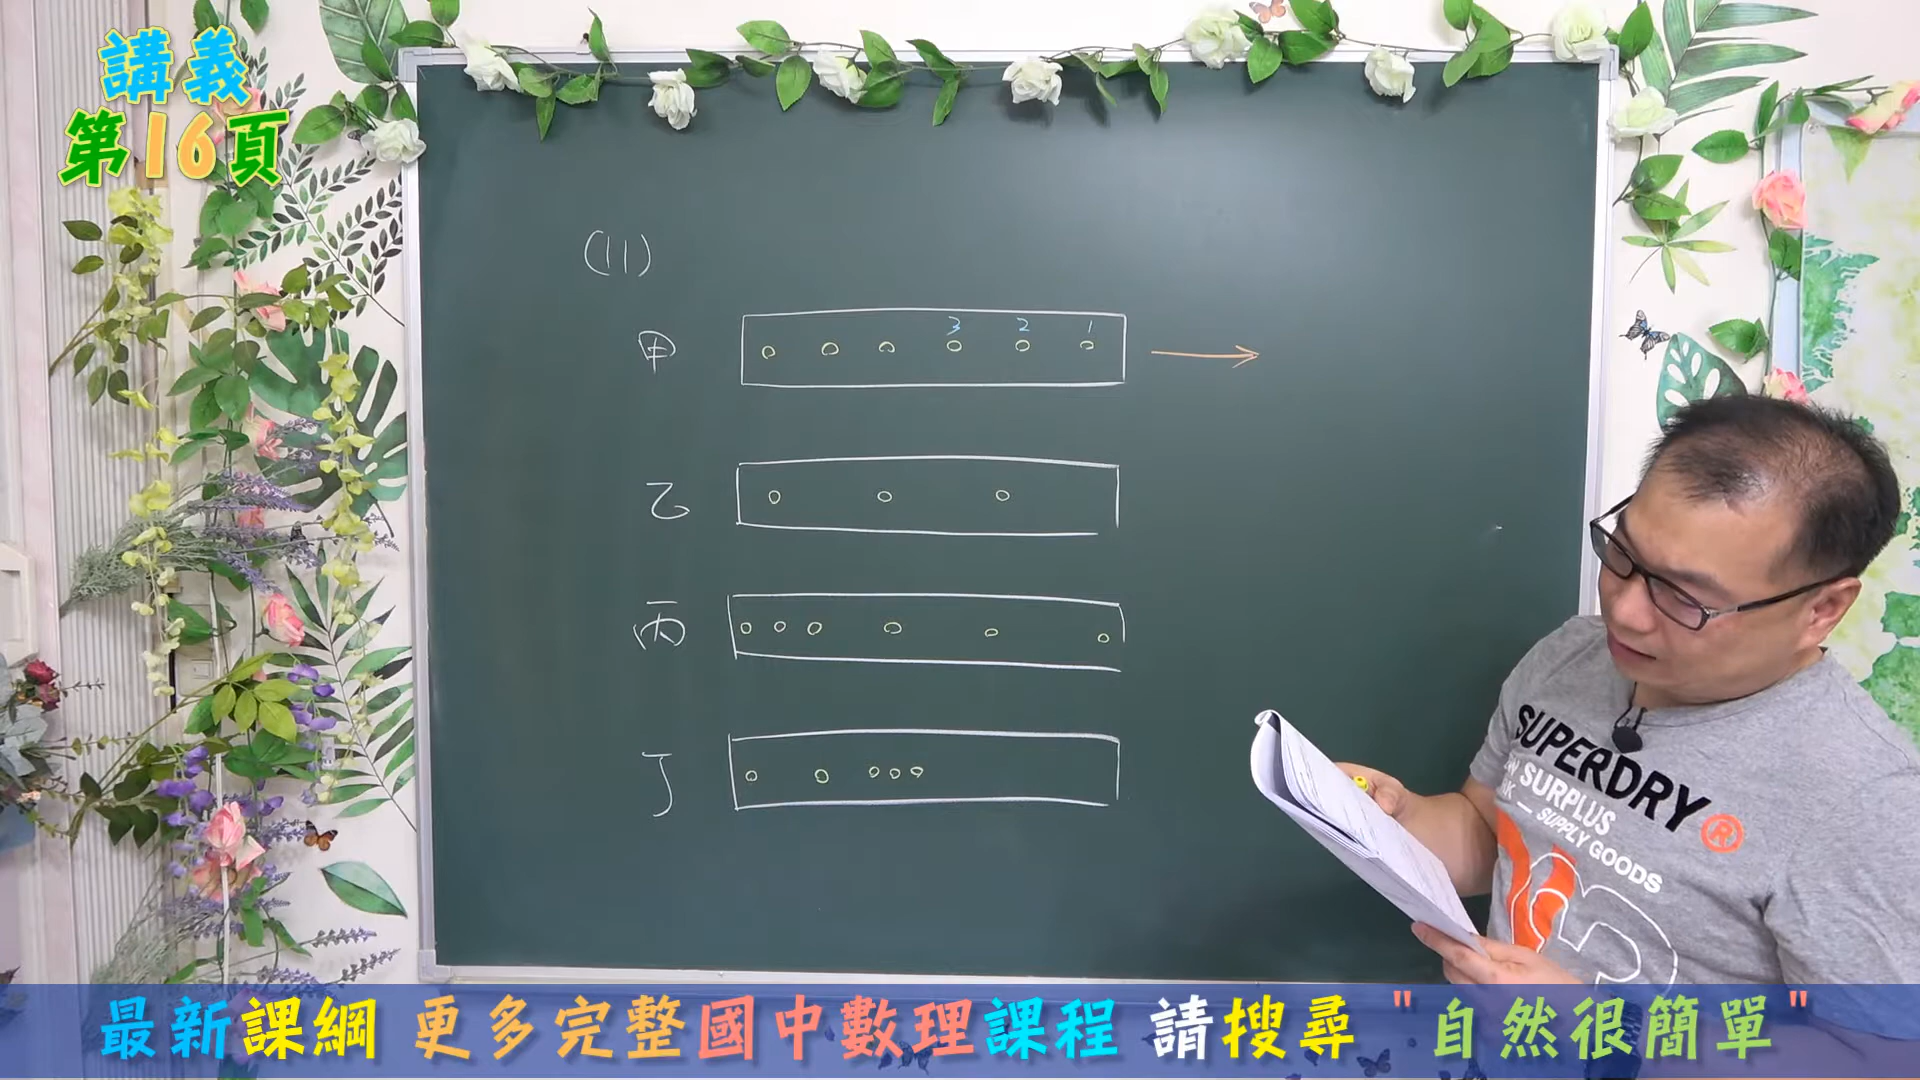 講義
第16頁
(11)
甲
3 2 1
乙
丙
丁
SUPERDRY®
SURPLUS
SUPPLY GOODS
最新課綱 更多完整國中數理課程 請搜尋 "自然很簡單"